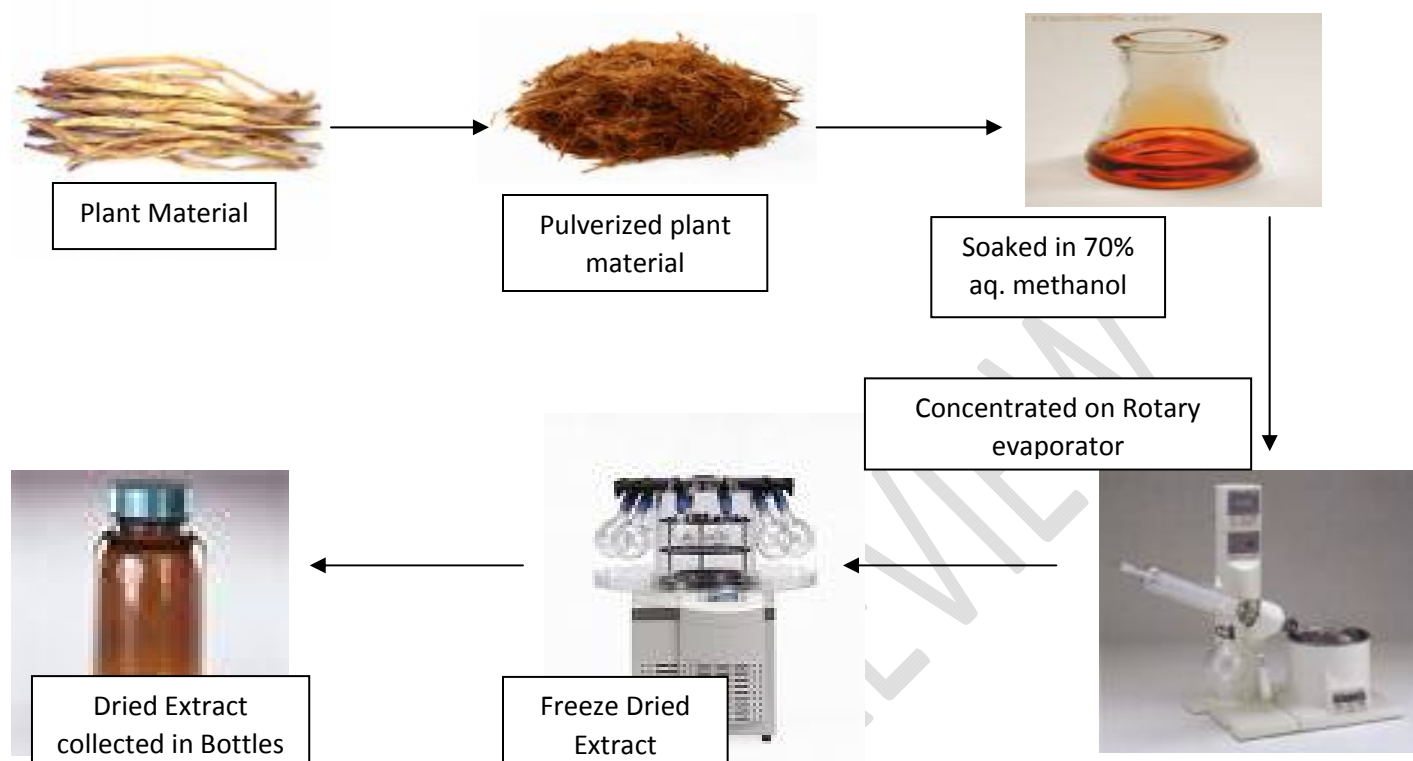 Plant Material
Pulverized plant
material
Soaked in 70%
aq. methanol
Concentrated on Rotary
evaporator
Dried Extract
collected in Bottles
Freeze Dried
Extract